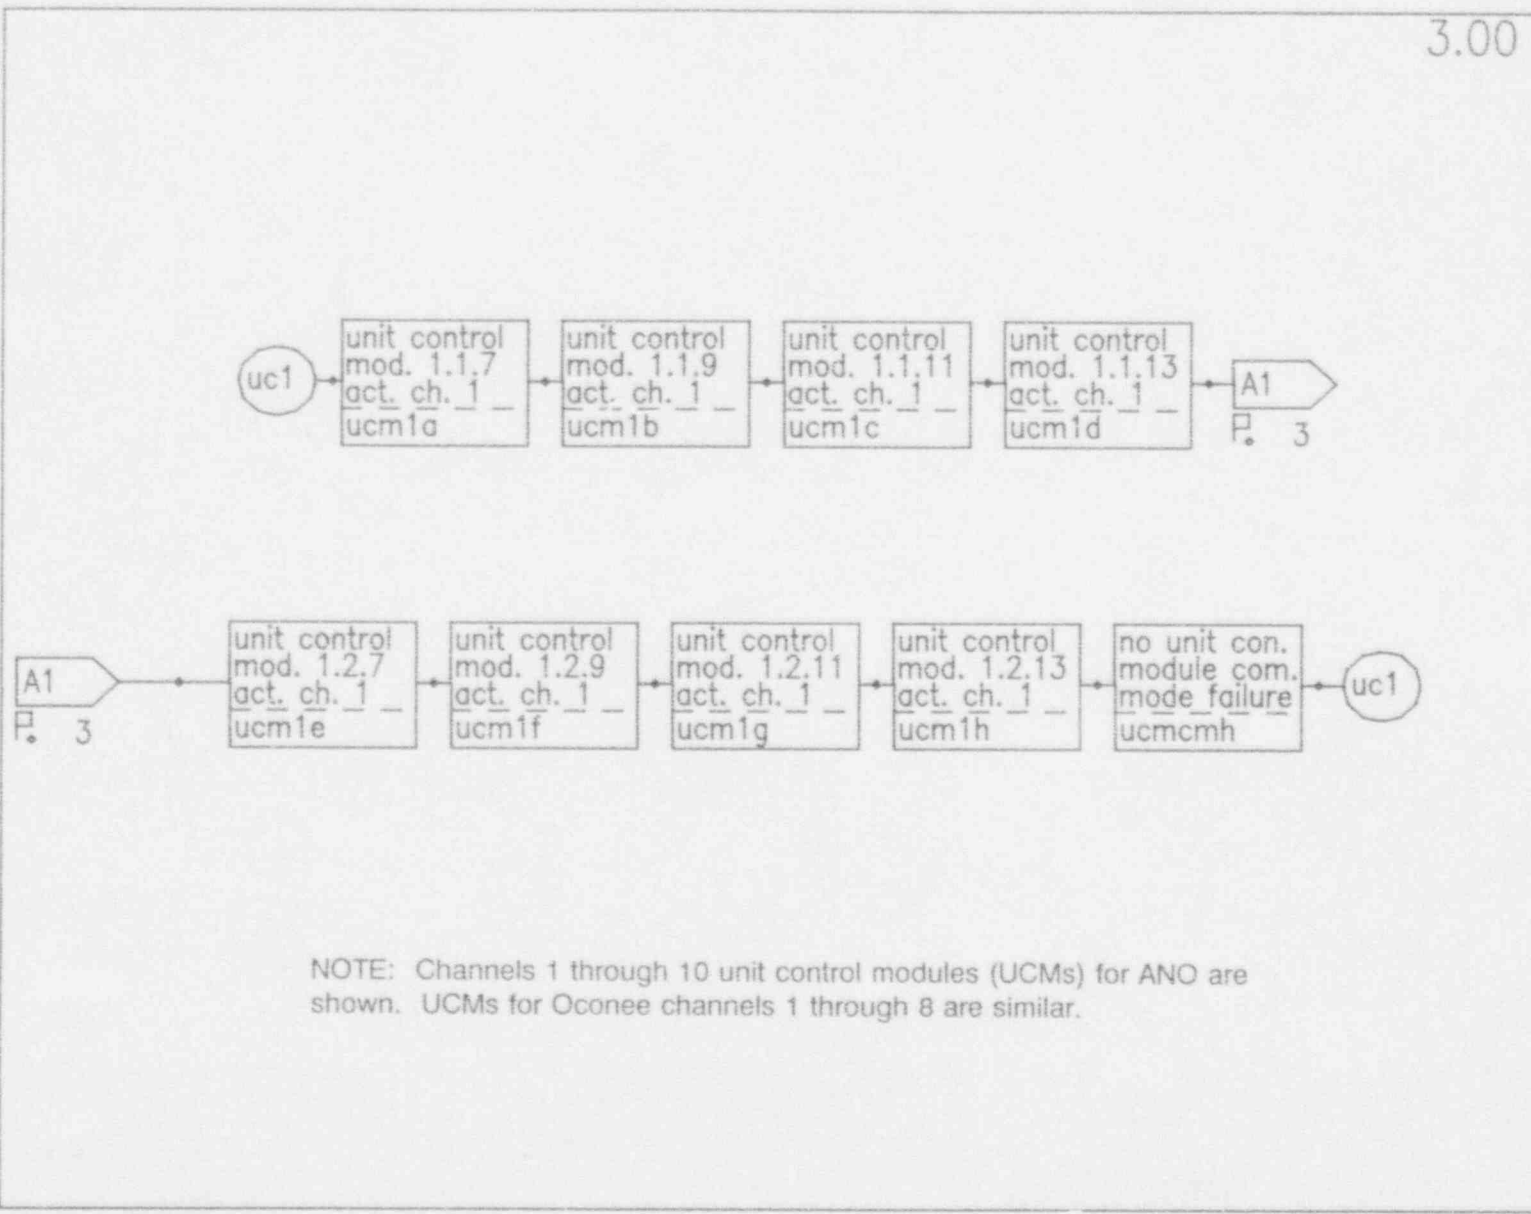 3.00
uc1
unit control
mod. 1.1.7
act. ch. 1
ucm1a
unit control
mod. 1.1.9
act. ch. 1
ucm1b
unit control
mod. 1.1.11
act. ch. 1
ucm1c
unit control
mod. 1.1.13
act. ch. 1
ucm1d
A1
P. 3
A1
P. 3
unit control
mod. 1.2.7
act. ch. 1
ucm1e
unit control
mod. 1.2.9
act. ch. 1
ucm1f
unit control
mod. 1.2.11
act. ch. 1
ucm1g
unit control
mod. 1.2.13
act. ch. 1
ucm1h
no unit con.
module com.
mode failure
ucmcmh
uc1
NOTE: Channels 1 through 10 unit control modules (UCMs) for ANO are
shown. UCMs for Oconee channels 1 through 8 are similar.